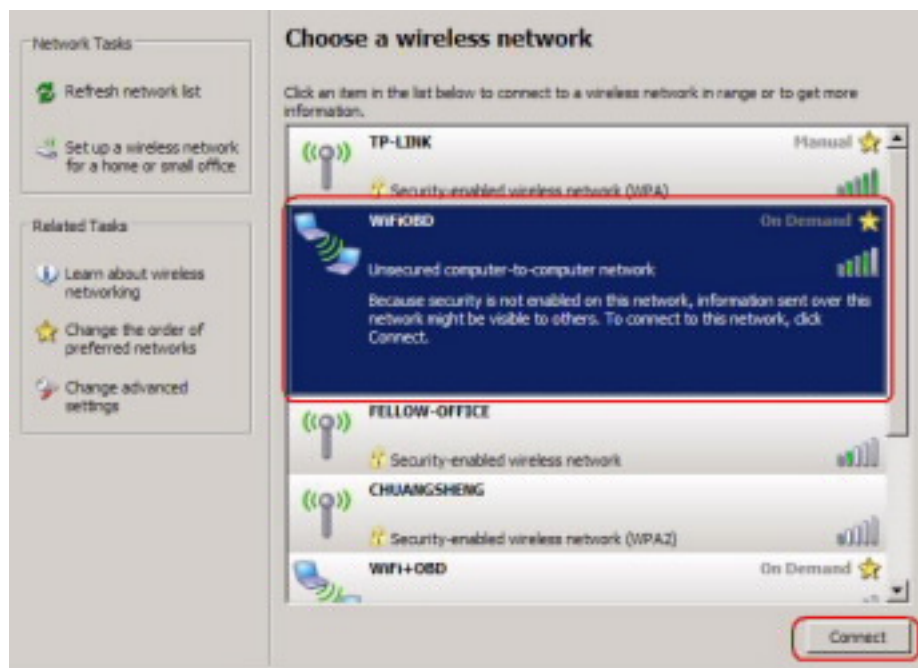 Network Tasks
Refresh network list
Set up a wireless network
for a home or small office
Related Tasks
Learn about wireless
networking
Change the order of
preferred networks
Change advanced
settings
Choose a wireless network
Click an item in the list below to connect to a wireless network in range or to get more
information.
TP-LINK
Manual
Security-enabled wireless network (WPA)
WiFiOBD
On Demand
Unsecured computer-to-computer network
Because security is not enabled on this network, information sent over this
network might be visible to others. To connect to this network, click
Connect.
FELLOW-OFFICE
Security-enabled wireless network
CHUANGSHENG
Security-enabled wireless network (WPA2)
WiFi+OBD
On Demand
Connect